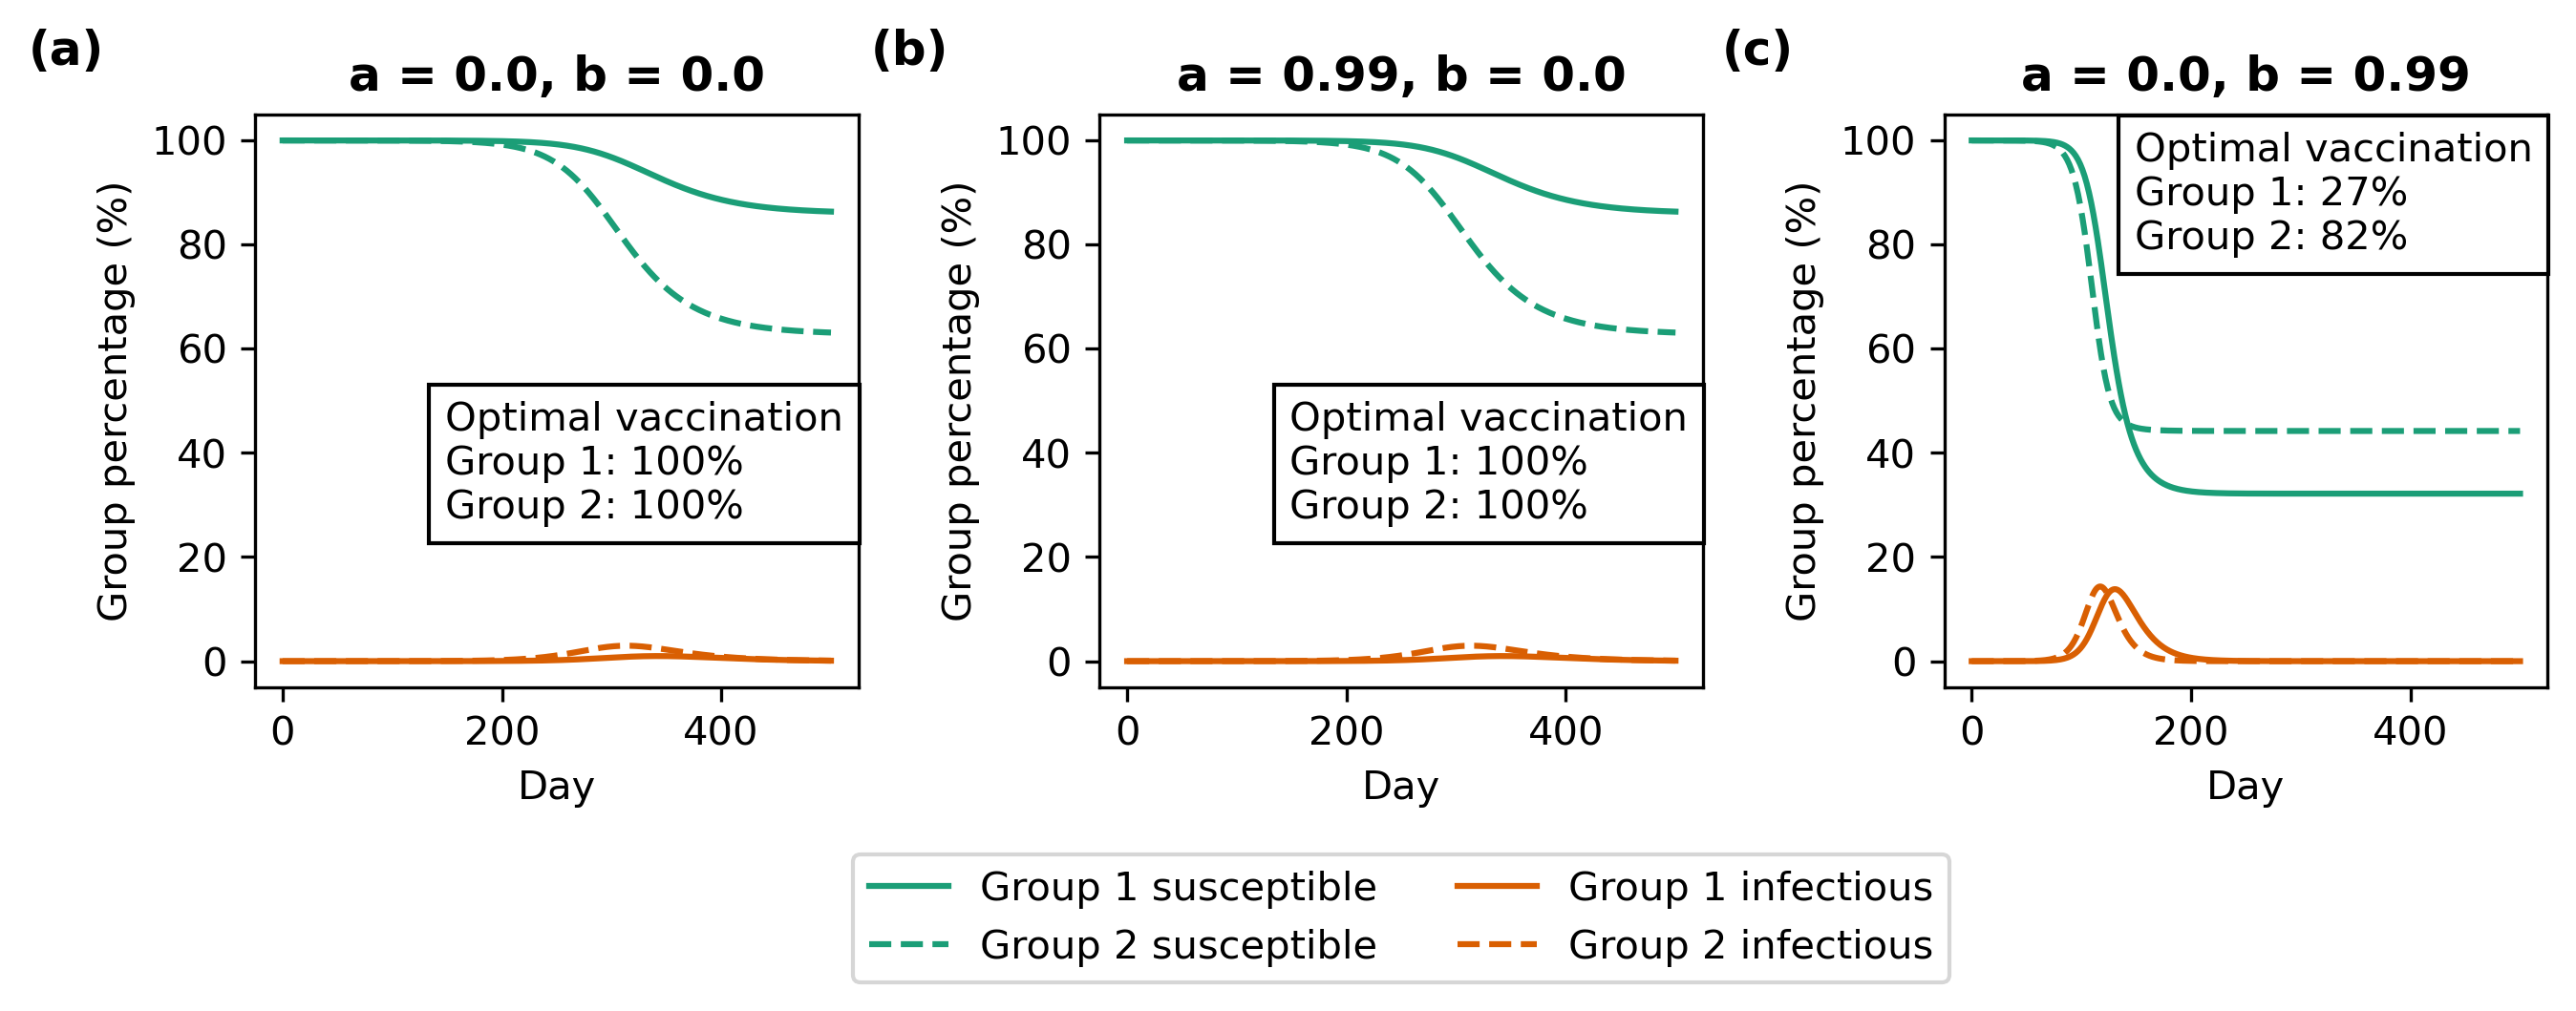 (a)
a = 0.0, b = 0.0
Group percentage (%)
100
80
60
40
20
0
Optimal vaccination
Group 1: 100%
Group 2: 100%
0 200 400
Day
(b)
a = 0.99, b = 0.0
Group percentage (%)
100
80
60
40
20
0
Optimal vaccination
Group 1: 100%
Group 2: 100%
0 200 400
Day
(c)
a = 0.0, b = 0.99
Group percentage (%)
100
80
60
40
20
0
Optimal vaccination
Group 1: 27%
Group 2: 82%
0 200 400
Day
Group 1 susceptible
Group 2 susceptible
Group 1 infectious
Group 2 infectious